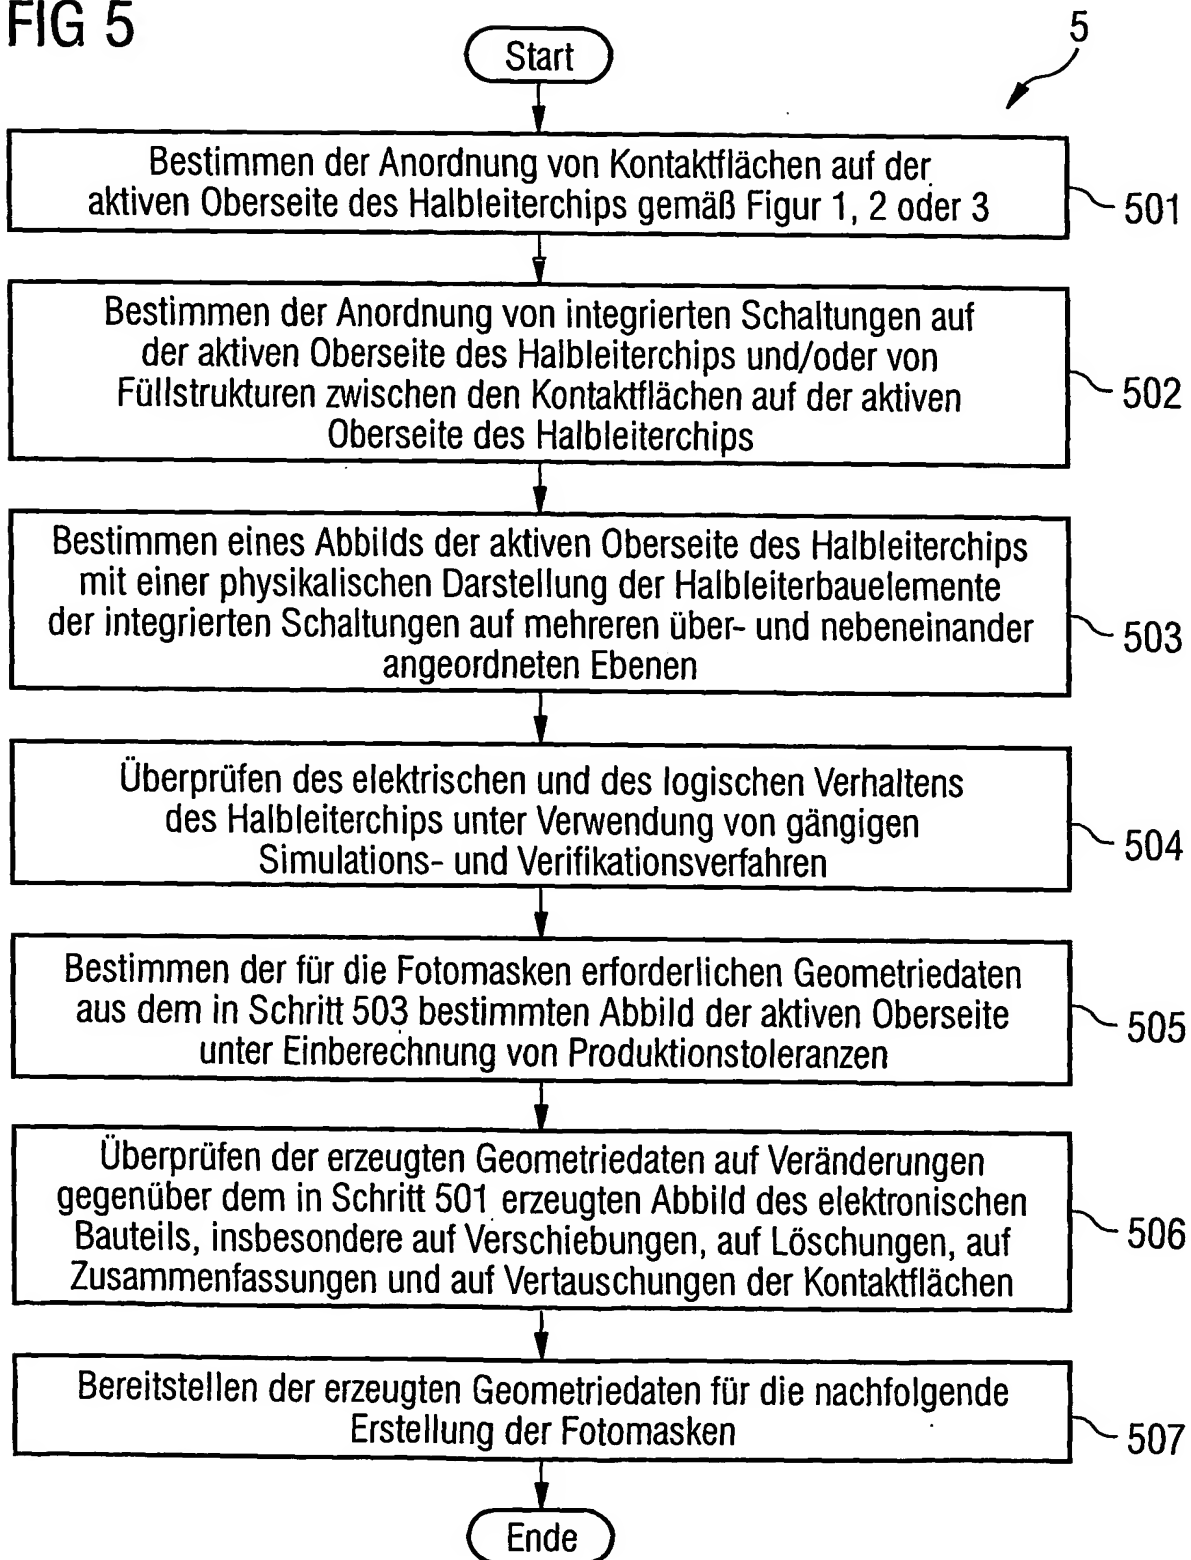 FIG 5
5
Start
Bestimmen der Anordnung von Kontaktflächen auf der
aktiven Oberseite des Halbleiterchips gemäß Figur 1, 2 oder 3
501
Bestimmen der Anordnung von integrierten Schaltungen auf
der aktiven Oberseite des Halbleiterchips und/oder von
Füllstrukturen zwischen den Kontaktflächen auf der aktiven
Oberseite des Halbleiterchips
502
Bestimmen eines Abbilds der aktiven Oberseite des Halbleiterchips
mit einer physikalischen Darstellung der Halbleiterbauelemente
der integrierten Schaltungen auf mehreren über- und nebeneinander
angeordneten Ebenen
503
Überprüfen des elektrischen und des logischen Verhaltens
des Halbleiterchips unter Verwendung von gängigen
Simulations- und Verifikationsverfahren
504
Bestimmen der für die Fotomasken erforderlichen Geometriedaten
aus dem in Schritt 503 bestimmten Abbild der aktiven Oberseite
unter Einberechnung von Produktionstoleranzen
505
Überprüfen der erzeugten Geometriedaten auf Veränderungen
gegenüber dem in Schritt 501 erzeugten Abbild des elektronischen
Bauteils, insbesondere auf Verschiebungen, auf Löschungen, auf
Zusammenfassungen und auf Vertauschungen der Kontaktflächen
506
Bereitstellen der erzeugten Geometriedaten für die nachfolgende
Erstellung der Fotomasken
507
Ende